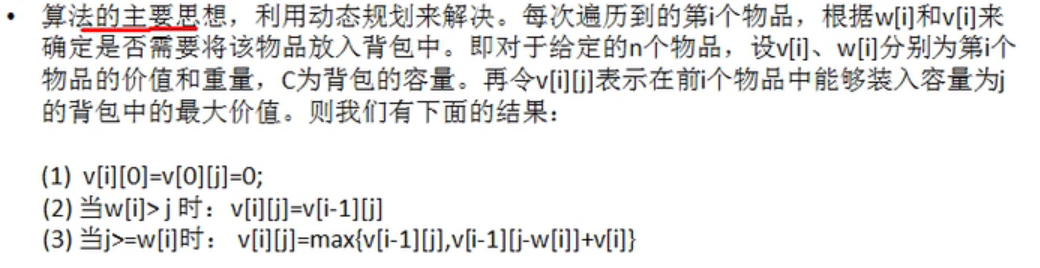 • 算法的主要思想，利用动态规划来解决。每次遍历到的第i个物品，根据w[i]和v[i]来
确定是否需要将该物品放入背包中。即对于给定的n个物品，设v[i]、w[i]分别为第i个
物品的价值和重量，C为背包的容量。再令v[i][j]表示在前i个物品中能够装入容量为j
的背包中的最大价值。则我们有下面的结果：
(1) v[i][0]=v[0][j]=0;
(2) 当w[i]> j 时：v[i][j]=v[i-1][j]
(3) 当j>=w[i]时： v[i][j]=max{v[i-1][j],v[i-1][j-w[i]]+v[i]}